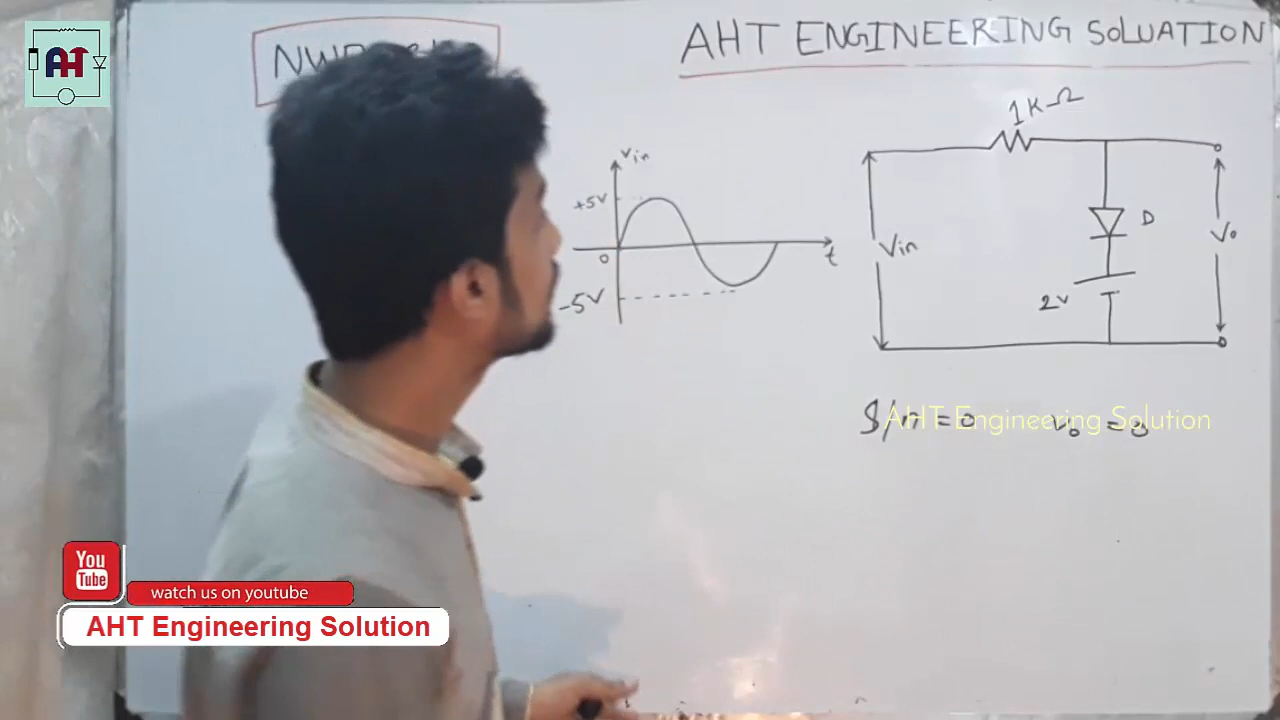 AHT
AHT ENGINEERING SOLUATION
1KΩ
Vin
+5V
0
-5V
t
Vin
D
2V
Vo
AHT Engineering Solution
You
Tube
watch us on youtube
AHT Engineering Solution